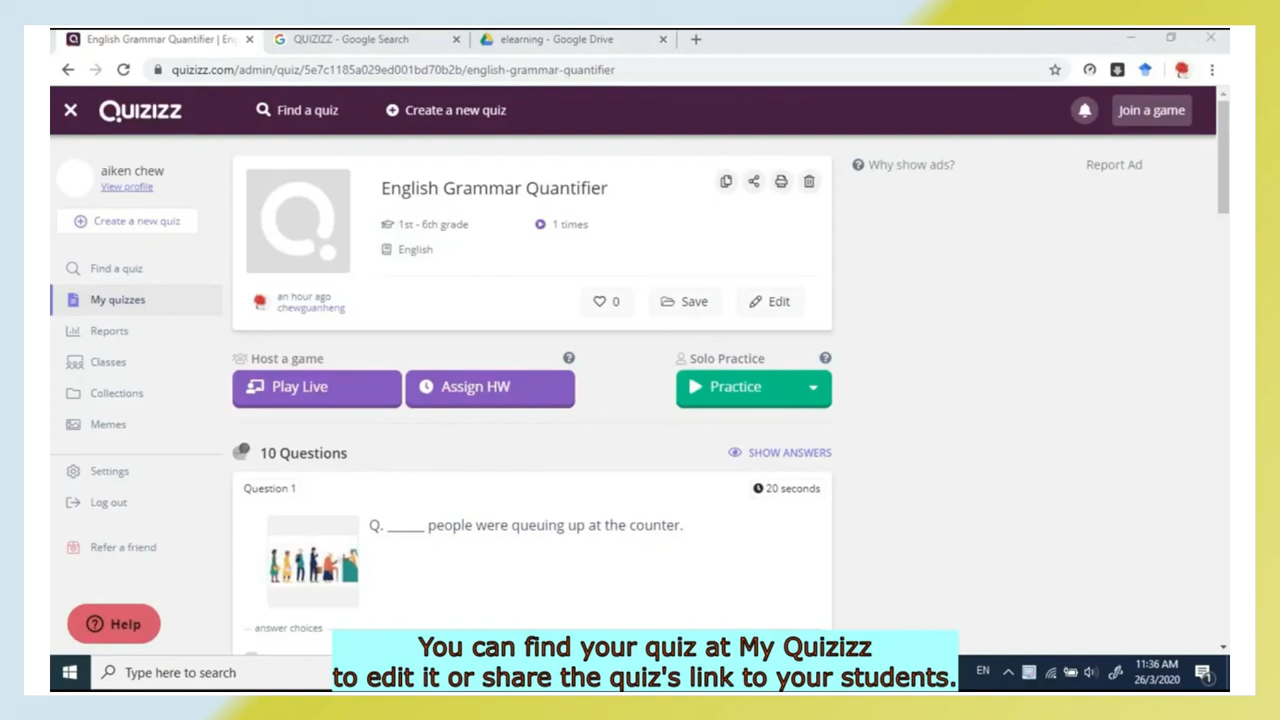 English Grammar Quantifier | En
QUIZIZZ - Google Search
elearning - Google Drive
quizizz.com/admin/quiz/5e7c1185a029ed001bd70b2b/english-grammar-quantifier
QUIZIZZ
Find a quiz
Create a new quiz
Join a game
aiken chew
View profile
Create a new quiz
Find a quiz
My quizzes
Reports
Classes
Collections
Memes
Settings
Log out
Refer a friend
Help
English Grammar Quantifier
1st - 6th grade
1 times
English
an hour ago
chewguanheng
0
Save
Edit
Why show ads?
Report Ad
Host a game
Solo Practice
Play Live
Assign HW
Practice
10 Questions
SHOW ANSWERS
Question 1
20 seconds
Q. ______ people were queuing up at the counter.
answer choices
You can find your quiz at My Quizizz
to edit it or share the quiz's link to your students.
Type here to search
EN
11:36 AM
26/3/2020
1